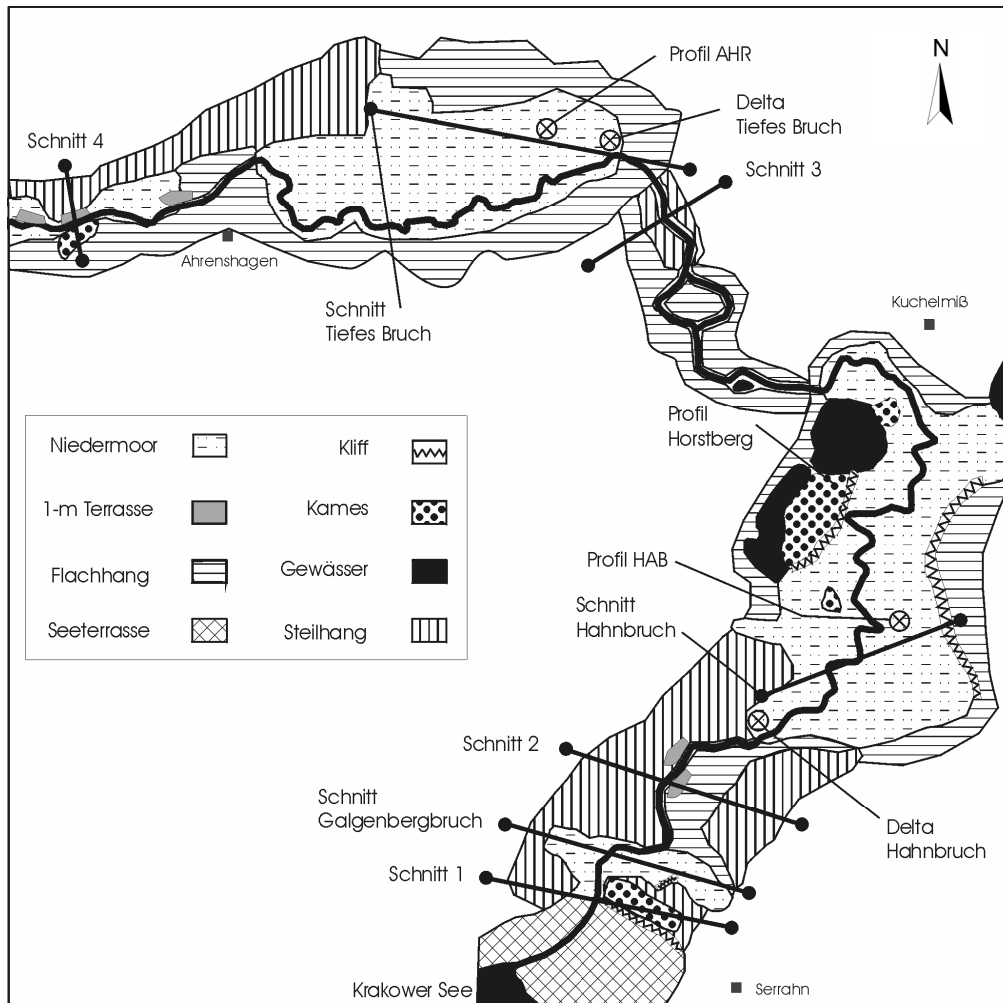 Profil AHR
N
Delta
Tiefes Bruch
Schnitt 4
Schnitt 3
Ahrenshagen
Schnitt
Tiefes Bruch
Kuchelmiß
Profil
Horstberg
Niedermoor
Kliff
1-m Terrasse
Kames
Flachhang
Gewässer
Seeterrasse
Steilhang
Profil HAB
Schnitt
Hahnbruch
Schnitt 2
Schnitt
Galgenbergbruch
Delta
Hahnbruch
Schnitt 1
Krakower See
Serrahn